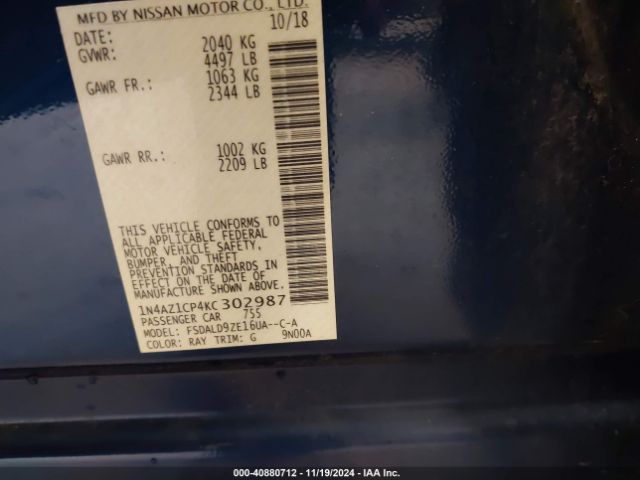 MFD BY NISSAN MOTOR CO., LTD.
DATE: 10/18
GVWR: 2040 KG
4497 LB
GAWR FR.: 1063 KG
2344 LB
GAWR RR.: 1002 KG
2209 LB
THIS VEHICLE CONFORMS TO
ALL APPLICABLE FEDERAL
MOTOR VEHICLE SAFETY,
BUMPER, AND THEFT
PREVENTION STANDARDS IN
EFFECT ON THE DATE OF
MANUFACTURE SHOWN ABOVE.
1N4AZ1CP4KC302987
PASSENGER CAR 755
MODEL: FSDALD9ZE16UA--C-A
COLOR: RAY TRIM: G 9N00A
000-40880712 - 11/19/2024 - IAA Inc.